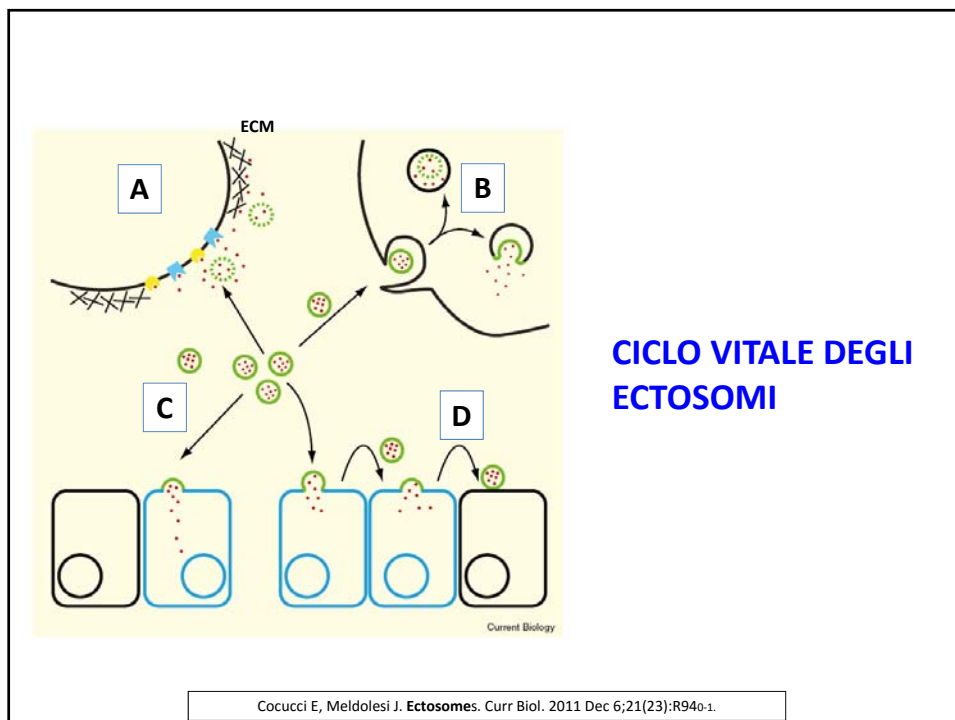 ECM
A
B
CICLO VITALE DEGLI
ECTOSOMI
C
D
Current Biology
Cocucci E, Meldolesi J. Ectosomes. Curr Biol. 2011 Dec 6;21(23):R940-1.